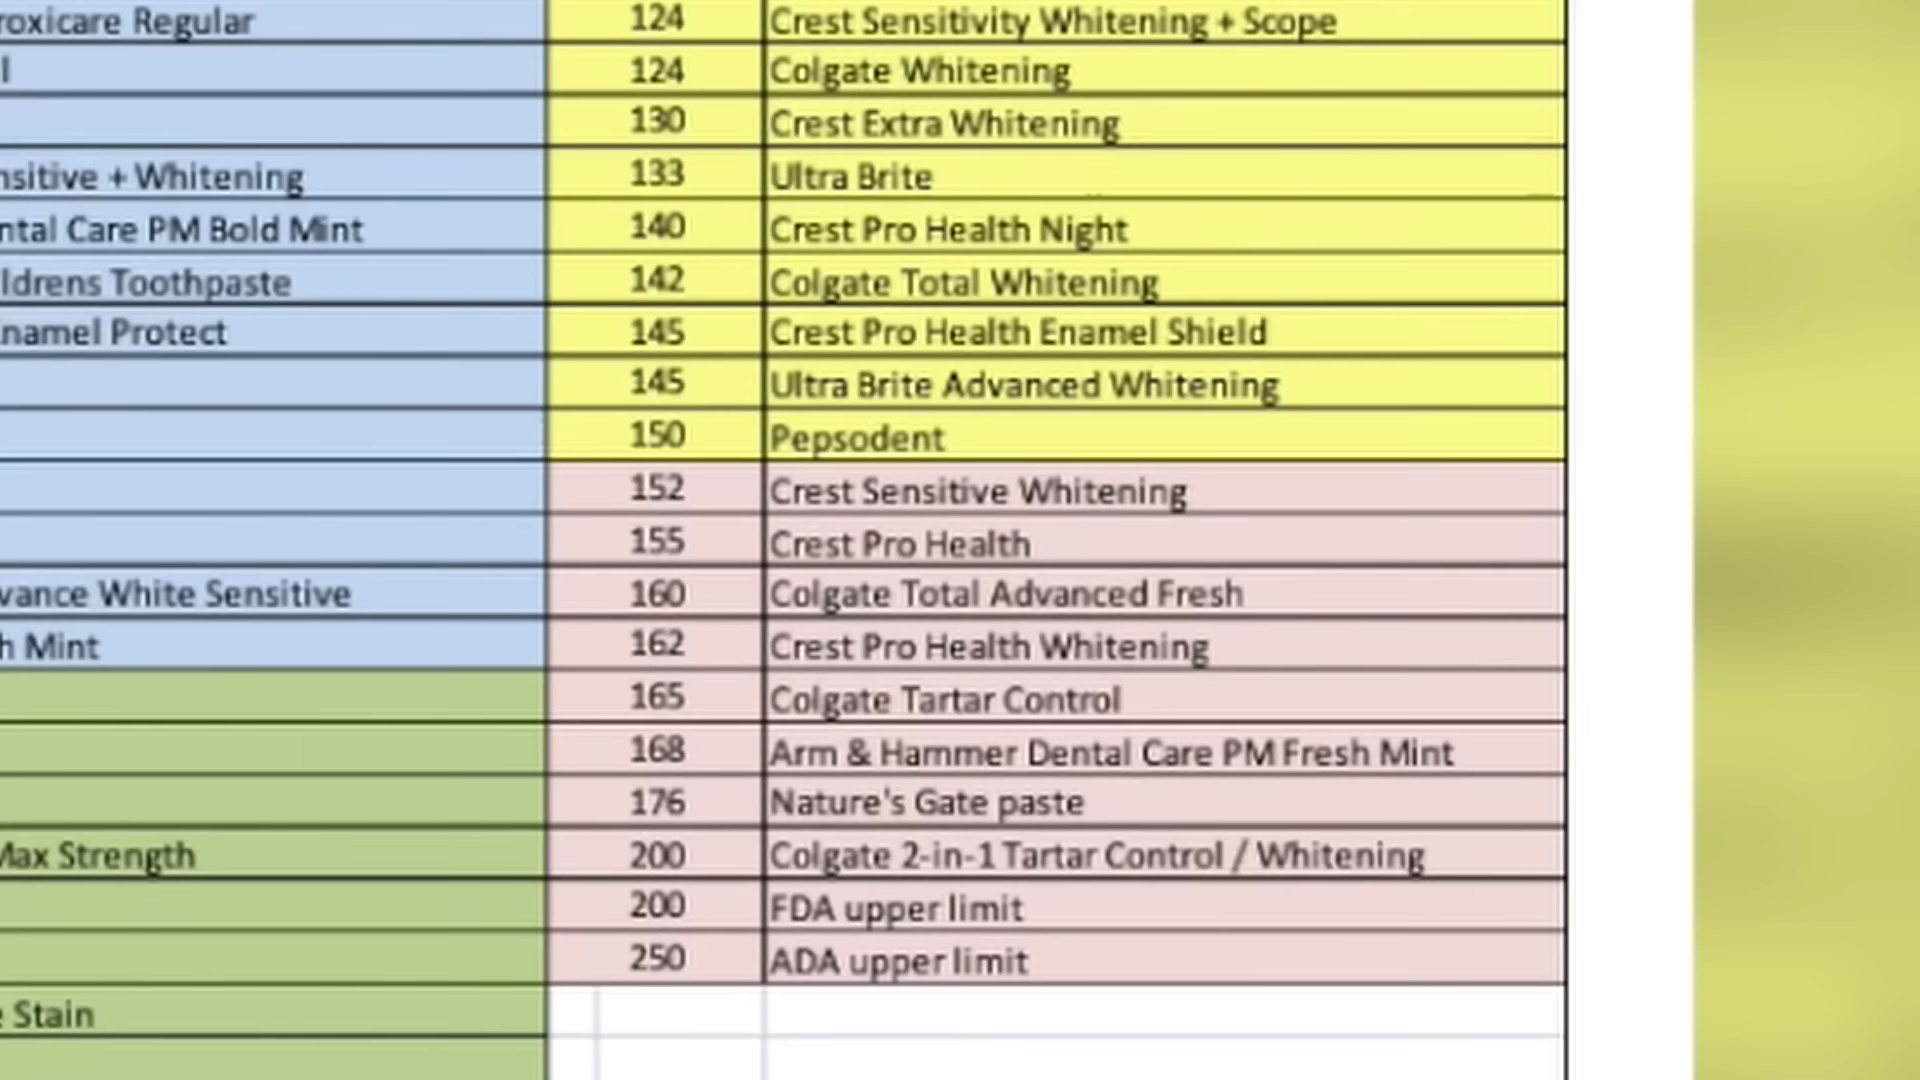 roxicare Regular 124 Crest Sensitivity Whitening + Scope
l 124 Colgate Whitening
130 Crest Extra Whitening
nsitive + Whitening 133 Ultra Brite
ntal Care PM Bold Mint 140 Crest Pro Health Night
ldrens Toothpaste 142 Colgate Total Whitening
Enamel Protect 145 Crest Pro Health Enamel Shield
145 Ultra Brite Advanced Whitening
150 Pepsodent
152 Crest Sensitive Whitening
155 Crest Pro Health
vance White Sensitive 160 Colgate Total Advanced Fresh
h Mint 162 Crest Pro Health Whitening
165 Colgate Tartar Control
168 Arm & Hammer Dental Care PM Fresh Mint
176 Nature's Gate paste
Max Strength 200 Colgate 2-in-1 Tartar Control / Whitening
200 FDA upper limit
250 ADA upper limit
e Stain